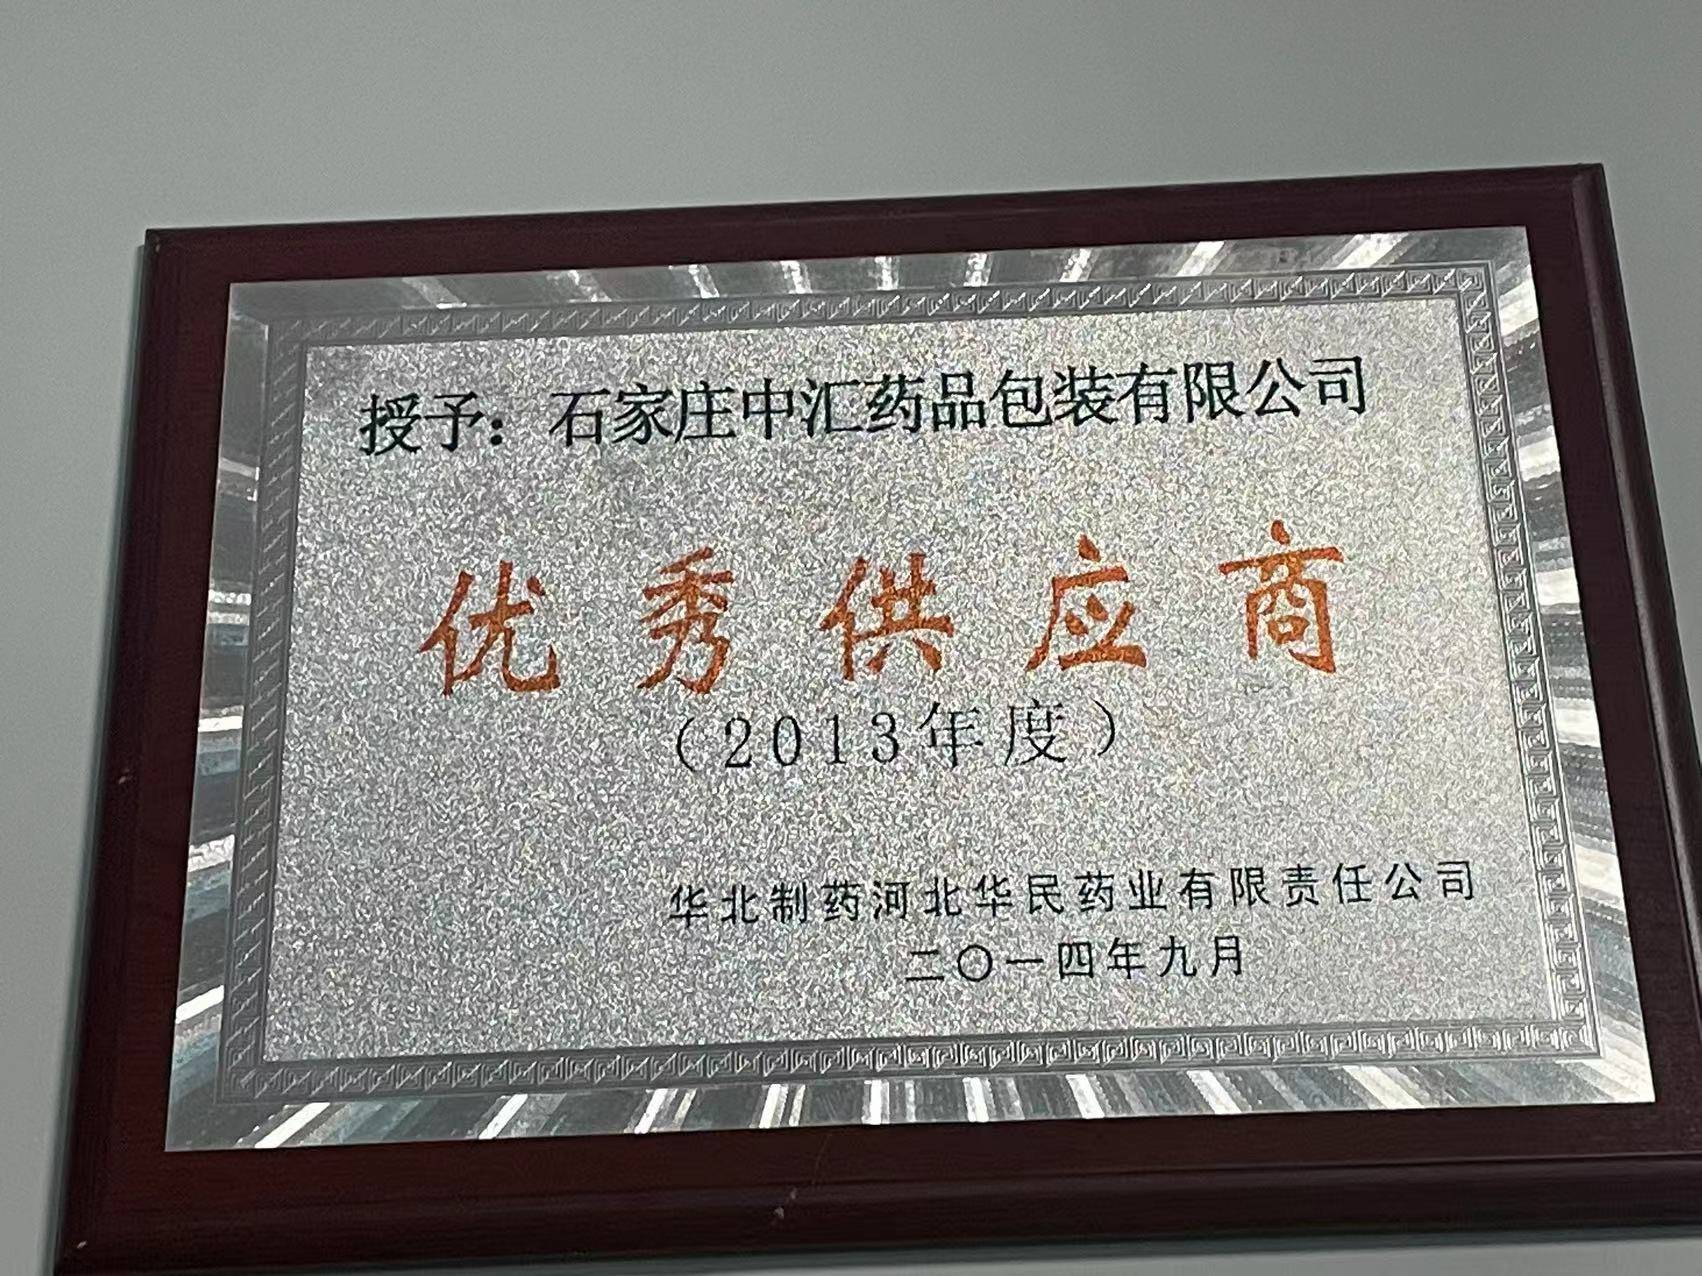 授予：石家庄中汇药品包装有限公司
优秀供应商
（2013年度）
华北制药河北华民药业有限责任公司
二〇一四年九月